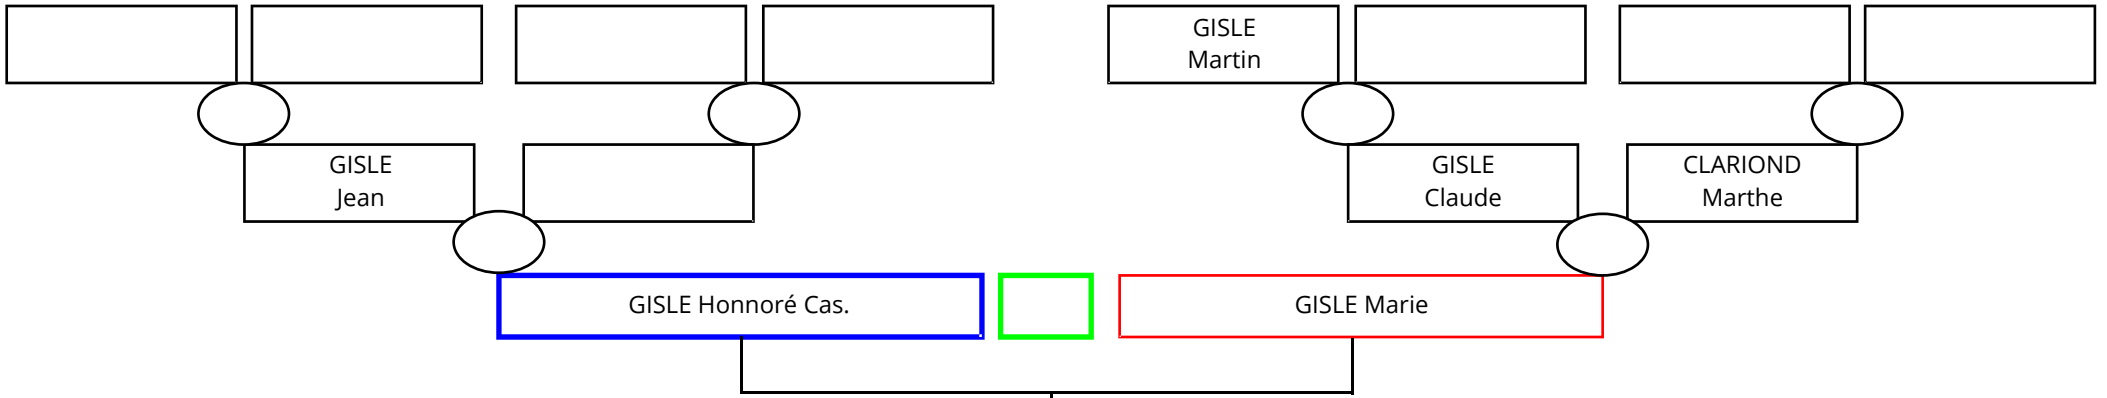 GISLE
Martin
GISLE
Jean
GISLE
Claude
CLARIOND
Marthe
GISLE Honnoré Cas.
GISLE Marie